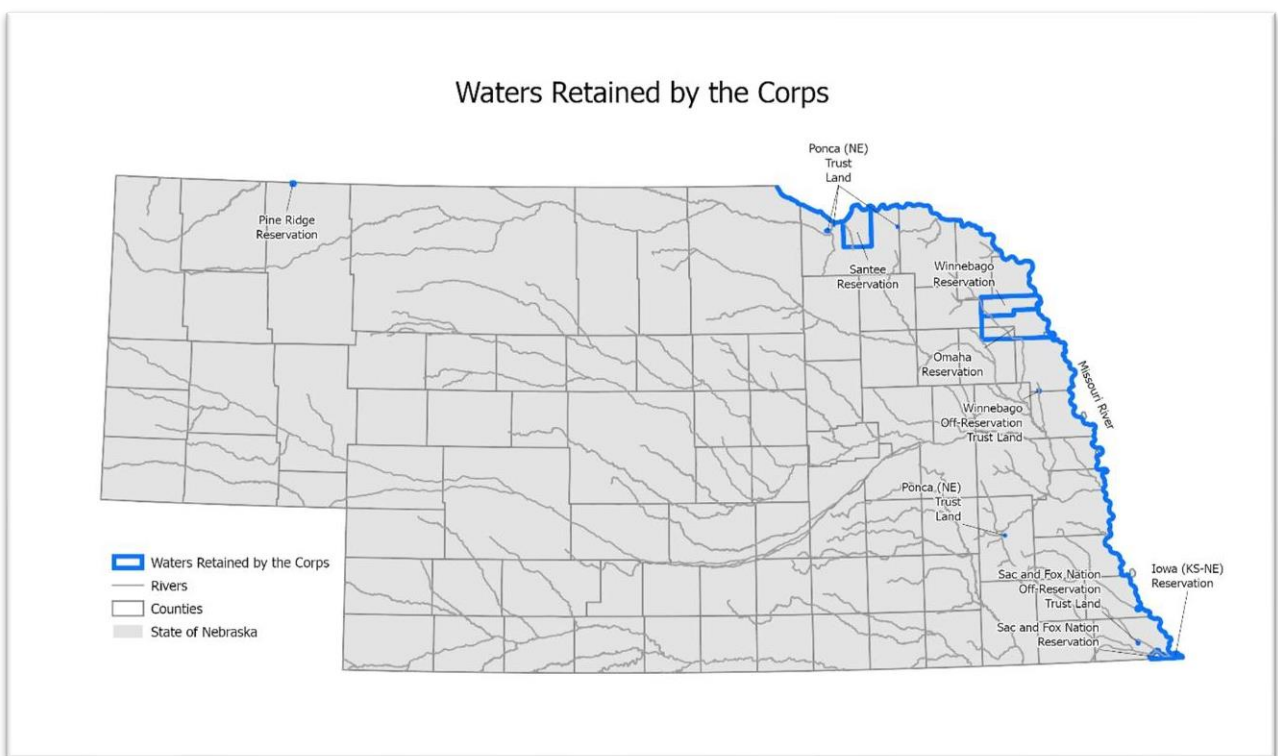 Waters Retained by the Corps
Ponca (NE)
Trust
Land
Pine Ridge
Reservation
Santee
Reservation
Winnebago
Reservation
Omaha
Reservation
Missouri River
Winnebago
Off-Reservation
Trust Land
Ponca (NE)
Trust
Land
Sac and Fox Nation
Off-Reservation
Trust Land
Iowa (KS-NE)
Reservation
Sac and Fox Nation
Reservation
Waters Retained by the Corps
Rivers
Counties
State of Nebraska